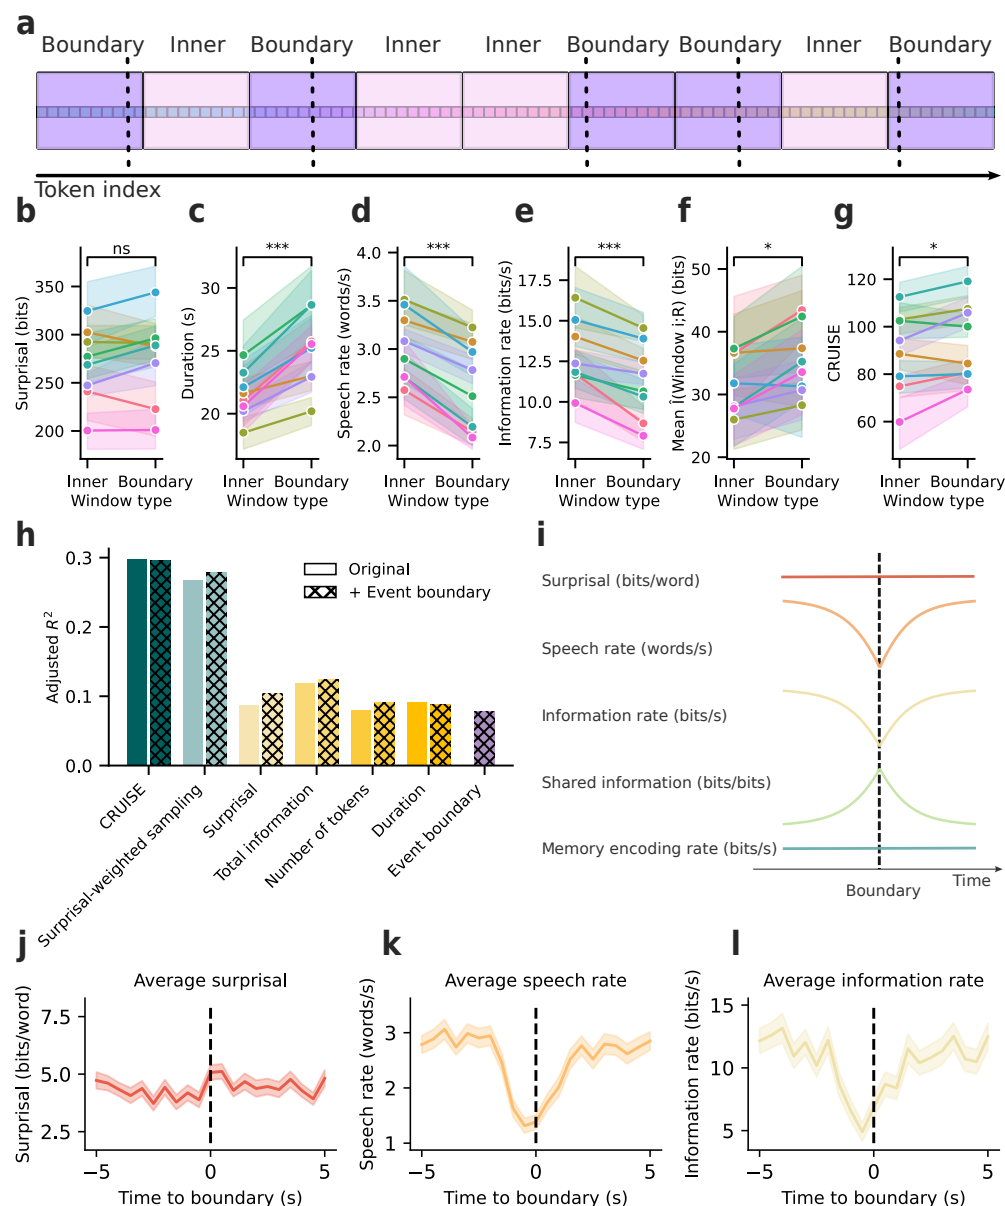 a
Boundary Inner Boundary Inner Inner Boundary Boundary Inner Boundary
Token index
b
ns
Surprisal (bits)
350
300
250
200
Inner Boundary
Window type
c
***
Duration (s)
30
25
20
Inner Boundary
Window type
d
***
Speech rate (words/s)
4.0
3.5
3.0
2.5
2.0
Inner Boundary
Window type
e
***
Information rate (bits/s)
17.5
15.0
12.5
10.0
7.5
Inner Boundary
Window type
f
*
Mean Î(Window i;R) (bits)
50
40
30
20
Inner Boundary
Window type
g
*
CRUISE
120
100
80
60
Inner Boundary
Window type
h
Adjusted R²
0.3
0.2
0.1
0.0
Original
+ Event boundary
CRUISE
Surprisal-weighted sampling
Surprisal
Total information
Number of tokens
Duration
Event boundary
i
Surprisal (bits/word)
Speech rate (words/s)
Information rate (bits/s)
Shared information (bits/bits)
Memory encoding rate (bits/s)
Time
Boundary
j
Average surprisal
Surprisal (bits/word)
7.5
5.0
2.5
−5 0 5
Time to boundary (s)
k
Average speech rate
Speech rate (words/s)
3
2
1
−5 0 5
Time to boundary (s)
l
Average information rate
Information rate (bits/s)
15
10
5
−5 0 5
Time to boundary (s)